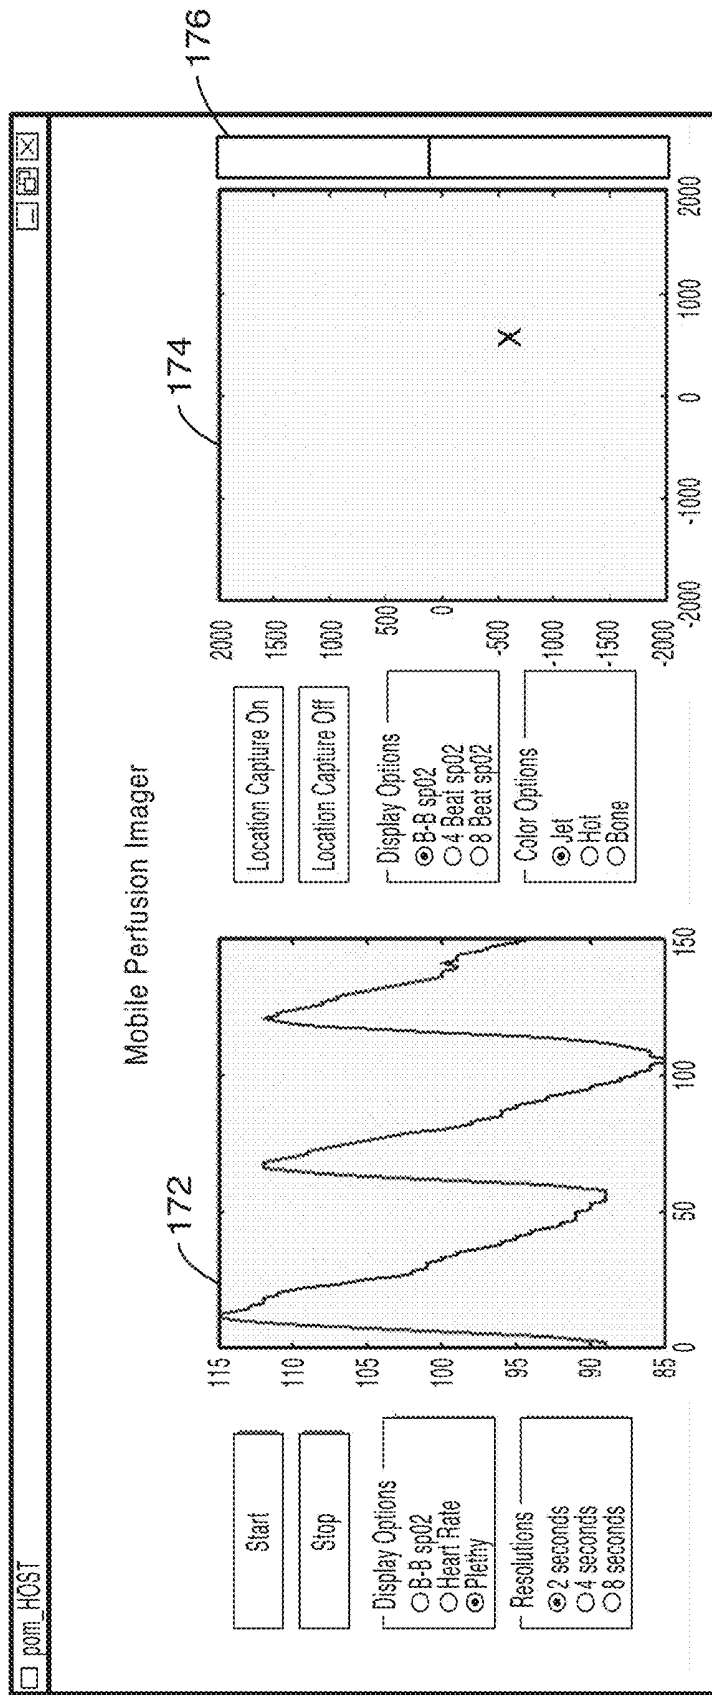 pom_HOST
Mobile Perfusion Imager
Start
Stop
Display Options
B-B sp02
Heart Rate
Plethy
Resolutions
2 seconds
4 seconds
8 seconds
172
115
110
105
100
95
90
85
0
50
100
150
Location Capture On
Location Capture Off
Display Options
B-B sp02
4 Beat sp02
8 Beat sp02
Color Options
Jet
Hot
Bone
174
176
2000
1500
1000
500
0
-500
-1000
-1500
-2000
-2000
-1000
0
1000
2000
X